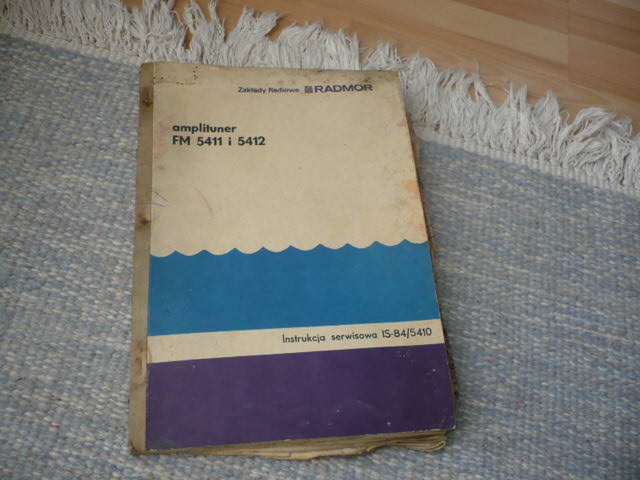 Zakłady Radiowe RADMOR
amplituner
FM 5411 i 5412
Instrukcja serwisowa IS-84/5410